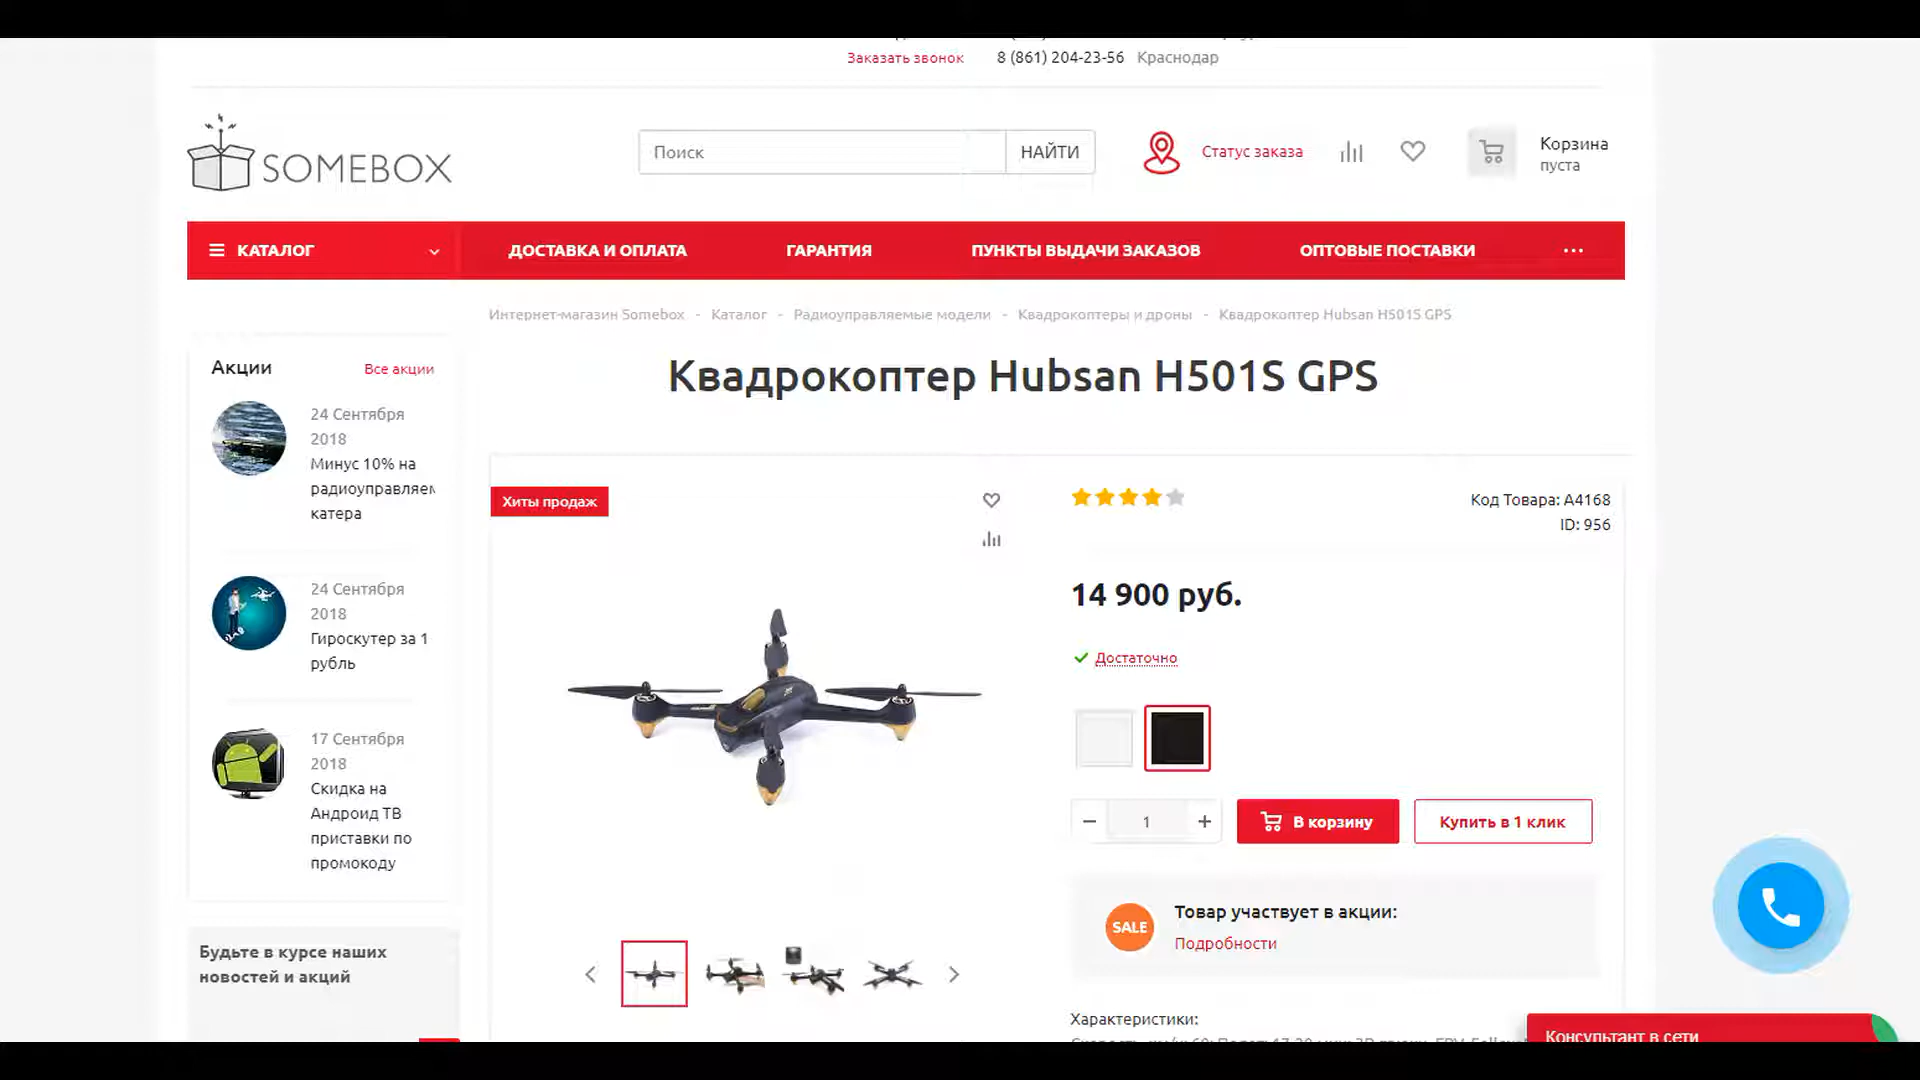 Заказать звонок 8 (861) 204-23-56 Краснодар
SOMEBOX
Поиск НАЙТИ
Статус заказа
Корзина
пуста
КАТАЛОГ ДОСТАВКА И ОПЛАТА ГАРАНТИЯ ПУНКТЫ ВЫДАЧИ ЗАКАЗОВ ОПТОВЫЕ ПОСТАВКИ ...
Интернет-магазин Somebox - Каталог - Радиоуправляемые модели - Квадрокоптеры и дроны - Квадрокоптер Hubsan H501S GPS
Квадрокоптер Hubsan H501S GPS
Акции Все акции
24 Сентября
2018
Минус 10% на
радиоуправляем
катера
24 Сентября
2018
Гироскутер за 1
рубль
17 Сентября
2018
Скидка на
Андроид ТВ
приставки по
промокоду
Будьте в курсе наших
новостей и акций
Хиты продаж
Код Товара: A4168
ID: 956
14 900 руб.
Достаточно
− 1 + В корзину Купить в 1 клик
SALE
Товар участвует в акции:
Подробности
Характеристики:
Консультант в сети